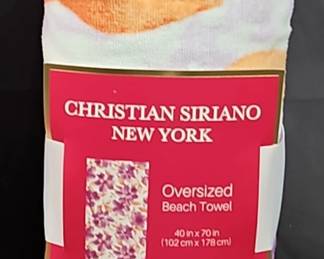 CHRISTIAN SIRIANO
NEW YORK
Oversized
Beach Towel
40 in x 70 in
(102 cm x 178 cm)